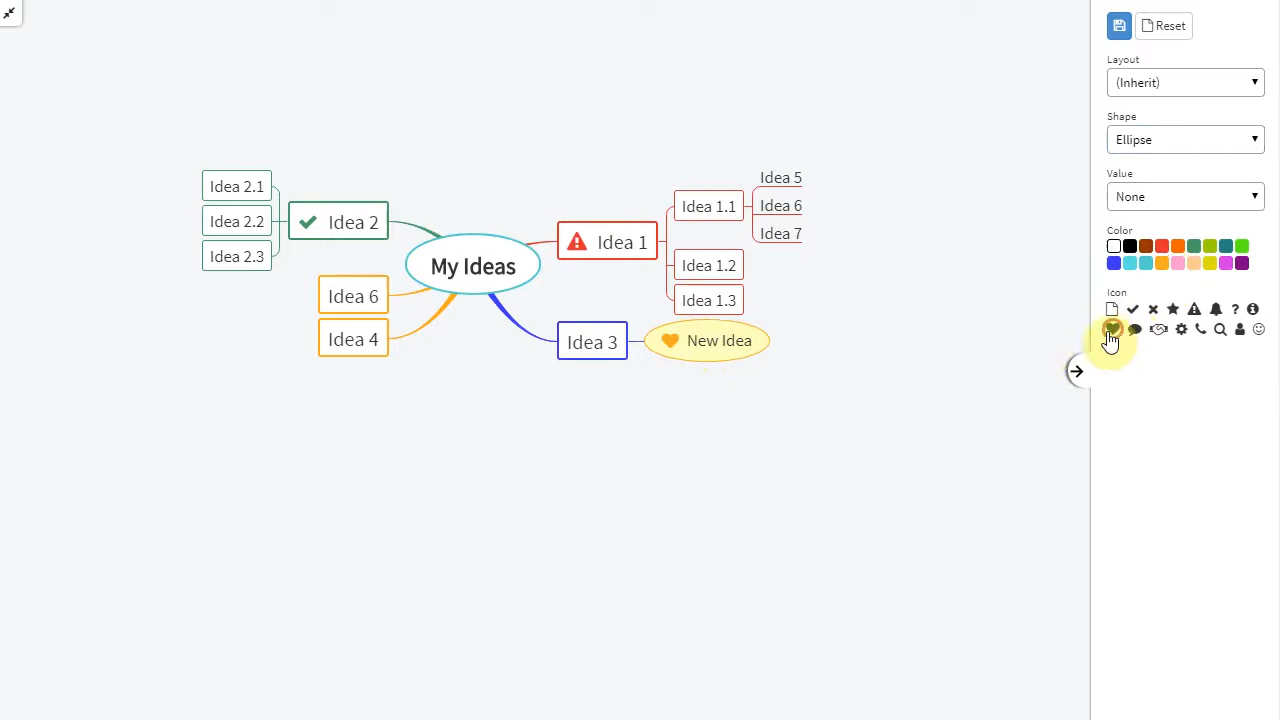 Reset
Layout
(Inherit)
Shape
Ellipse
Value
None
Color
Icon
Idea 2.1
Idea 2.2
Idea 2.3
Idea 2
Idea 6
Idea 4
My Ideas
Idea 1
Idea 1.1
Idea 5
Idea 6
Idea 7
Idea 1.2
Idea 1.3
Idea 3
New Idea